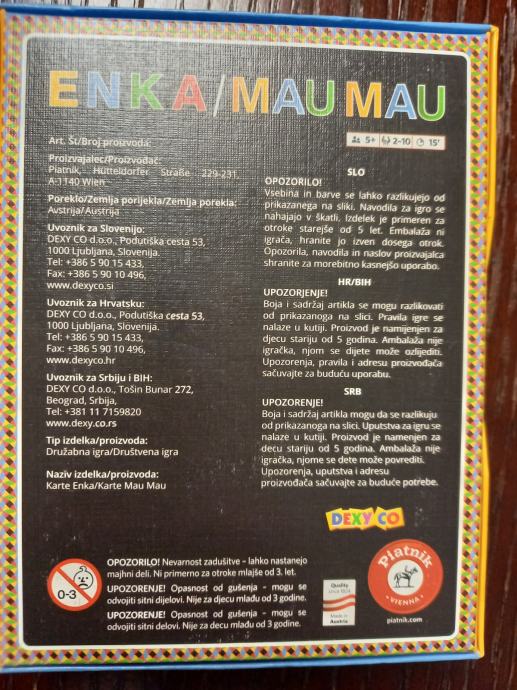 ENKA/MAU MAU
5+ 2-10 15'
Art. Št/Broj proizvoda:
Proizvajalec/Proizvođač:
Piatnik, Hütteldorfer Straße 229-231,
A-1140 Wien
Poreklo/Zemlja porijekla/Zemlja porekla:
Avstrija/Austrija
Uvoznik za Slovenijo:
DEXY CO d.o.o., Podutiška cesta 53,
1000 Ljubljana, Slovenija.
Tel: +386 5 90 15 433,
Fax: +386 5 90 10 496,
www.dexyco.si
Uvoznik za Hrvatsku:
DEXY CO d.o.o., Podutiška cesta 53,
1000 Ljubljana, Slovenija.
Tel: +386 5 90 15 433,
Fax: +386 5 90 10 496,
www.dexyco.hr
Uvoznik za Srbiju i BIH:
DEXY CO d.o.o., Tošin Bunar 272,
Beograd, Srbija,
Tel: +381 11 7159820
www.dexy.co.rs
Tip izdelka/proizvoda:
Družabna igra/Društvena igra
Naziv izdelka/proizvoda:
Karte Enka/Karte Mau Mau
SLO
OPOZORILO!
Vsebina in barve se lahko razlikujejo od
prikazanega na sliki. Navodila za igro se
nahajajo v škatli. Izdelek je primeren za
otroke starejše od 5 let. Embalaža ni
igrača, hranite jo izven dosega otrok.
Opozorila, navodila in naslov proizvajalca
shranite za morebitno kasnejšo uporabo.
HR/BIH
UPOZORJENJE!
Boja i sadržaj artikla se mogu razlikovati
od prikazanoga na slici. Pravila igre se
nalaze u kutiji. Proizvod je namijenjen za
djecu stariju od 5 godina. Ambalaža nije
igračka, njom se dijete može ozlijediti.
Upozorenja, pravila i adresu proizvođača
sačuvajte za buduću uporabu.
SRB
UPOZORENJE!
Boja i sadržaj artikla mogu da se razlikuju
od prikazanog na slici. Uputstva za igru se
nalaze u kutiji. Proizvod je namenjen za
decu stariju od 5 godina. Ambalaža nije
igračka, njome se dete može povrediti.
Upozorenja, uputstva i adresu
proizvođača sačuvajte za buduće potrebe.
DEXY CO
0-3
OPOZORILO! Nevarnost zadušitve – lahko nastanejo
majhni deli. Ni primerno za otroke mlajše od 3. let.
UPOZORENJE! Opasnost od gušenja – mogu se
odvojiti sitni dijelovi. Nije za djecu mlađu od 3 godine.
UPOZORENJE! Opasnost od gušenja – mogu se
odvojiti sitni delovi. Nije za decu mlađu od 3 godine.
Quality
since 1824
Made in
Austria
Piatnik
VIENNA
piatnik.com